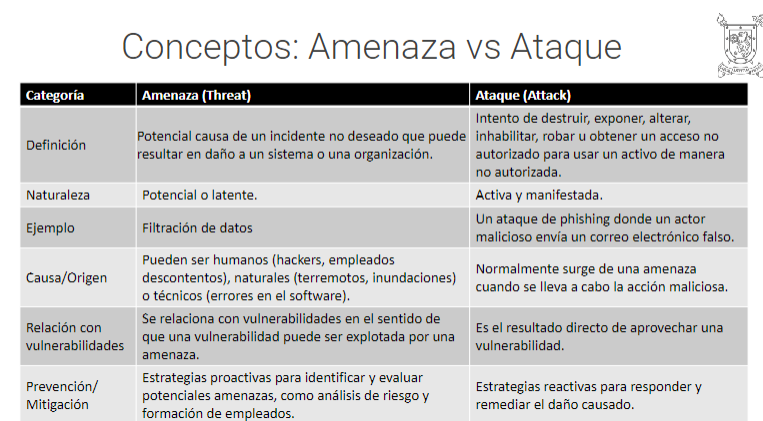 Conceptos: Amenaza vs Ataque
Categoría
Amenaza (Threat)
Ataque (Attack)
Definición
Potencial causa de un incidente no deseado que puede
resultar en daño a un sistema o una organización.
Intento de destruir, exponer, alterar,
inhabilitar, robar u obtener un acceso no
autorizado para usar un activo de manera
no autorizada.
Naturaleza
Potencial o latente.
Activa y manifestada.
Ejemplo
Filtración de datos
Un ataque de phishing donde un actor
malicioso envía un correo electrónico falso.
Causa/Origen
Pueden ser humanos (hackers, empleados
descontentos), naturales (terremotos, inundaciones)
o técnicos (errores en el software).
Normalmente surge de una amenaza
cuando se lleva a cabo la acción maliciosa.
Relación con
vulnerabilidades
Se relaciona con vulnerabilidades en el sentido de
que una vulnerabilidad puede ser explotada por una
amenaza.
Es el resultado directo de aprovechar una
vulnerabilidad.
Prevención/
Mitigación
Estrategias proactivas para identificar y evaluar
potenciales amenazas, como análisis de riesgo y
formación de empleados.
Estrategias reactivas para responder y
remediar el daño causado.